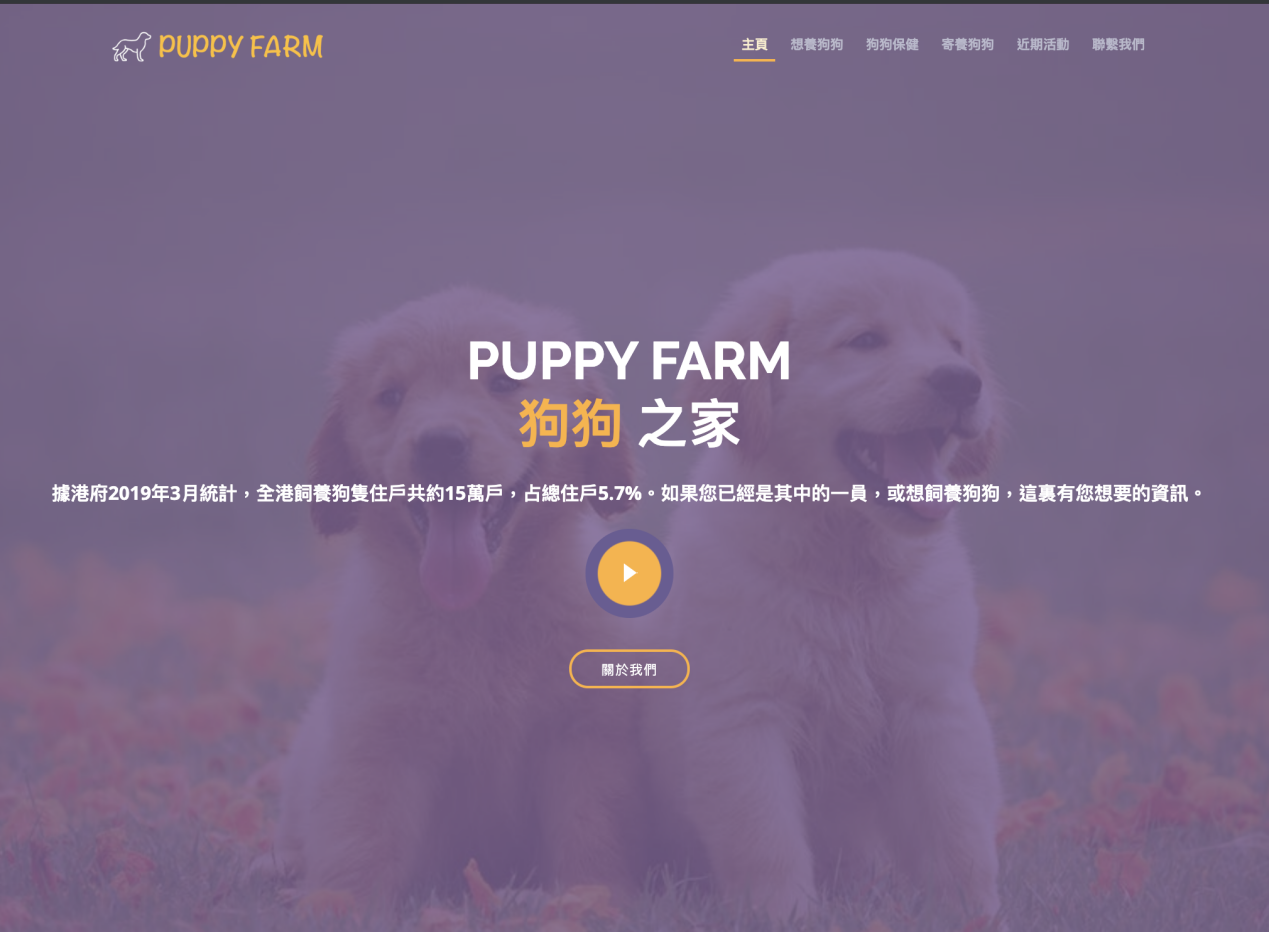 PUPPY FARM
主頁 想養狗狗 狗狗保健 寄養狗狗 近期活動 聯繫我們
PUPPY FARM
狗狗 之家
據港府2019年3月統計，全港飼養狗隻住戶共約15萬戶，占總住戶5.7%。如果您已經是其中的一員，或想飼養狗狗，這裏有您想要的資訊。
關於我們